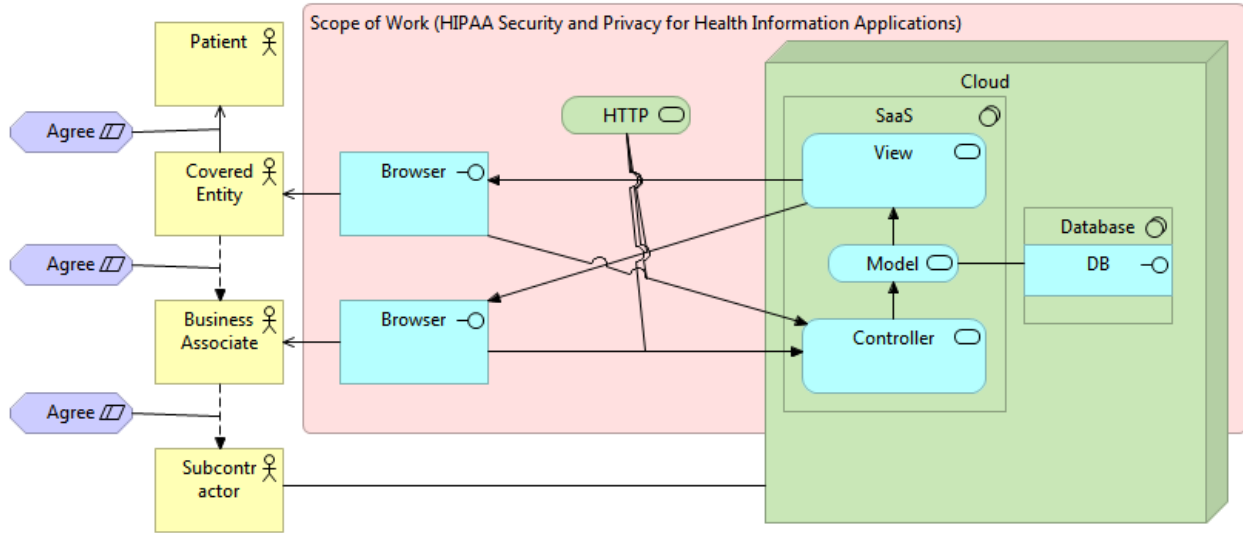 Scope of Work (HIPAA Security and Privacy for Health Information Applications)
Patient
Cloud
HTTP
SaaS
Agree
View
Covered
Entity
Browser
Database
Agree
Model
DB
Business
Associate
Browser
Controller
Agree
Subcontr
actor